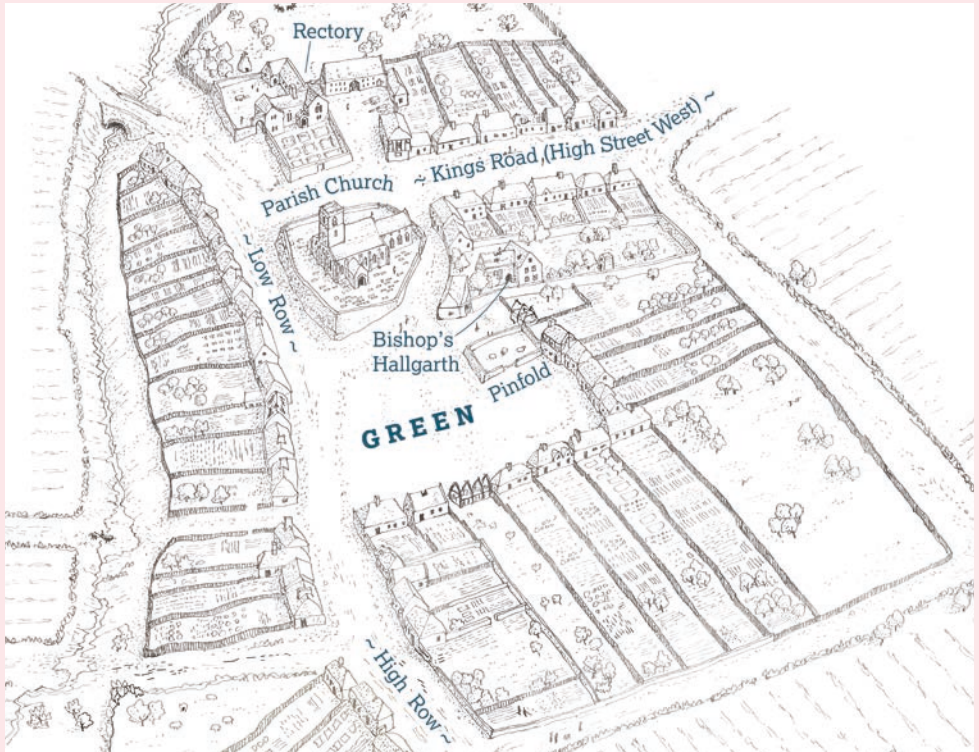 Rectory
~ Kings Road (High Street West) ~
Parish Church
~ Low Row ~
Bishop's
Hallgarth
Pinfold
GREEN
~ High Row ~